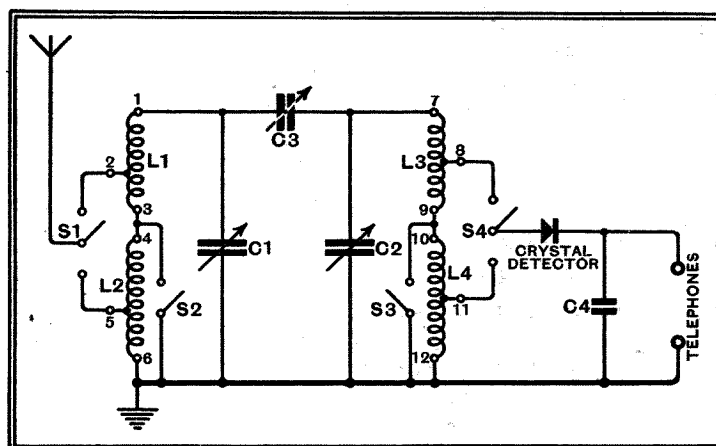 1
7
C3
2
L1
L3
8
3
9
S1
4
10
S4
C1
C2
CRYSTAL
DETECTOR
L2
L4
S2
S3
5
11
C4
TELEPHONES
6
12